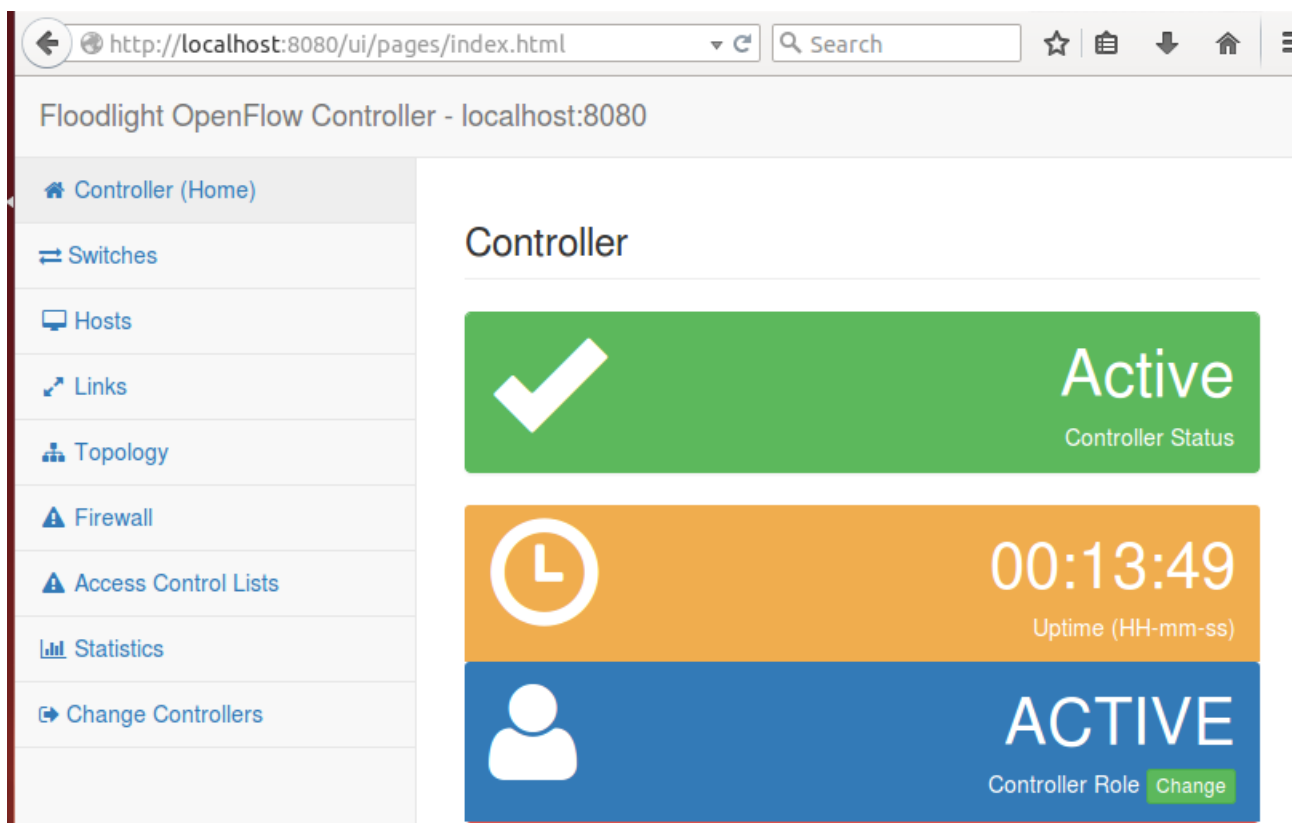 http://localhost:8080/ui/pages/index.html
Search
Floodlight OpenFlow Controller - localhost:8080
Controller (Home)
Switches
Hosts
Links
Topology
Firewall
Access Control Lists
Statistics
Change Controllers
Controller
Active
Controller Status
00:13:49
Uptime (HH-mm-ss)
ACTIVE
Controller Role Change